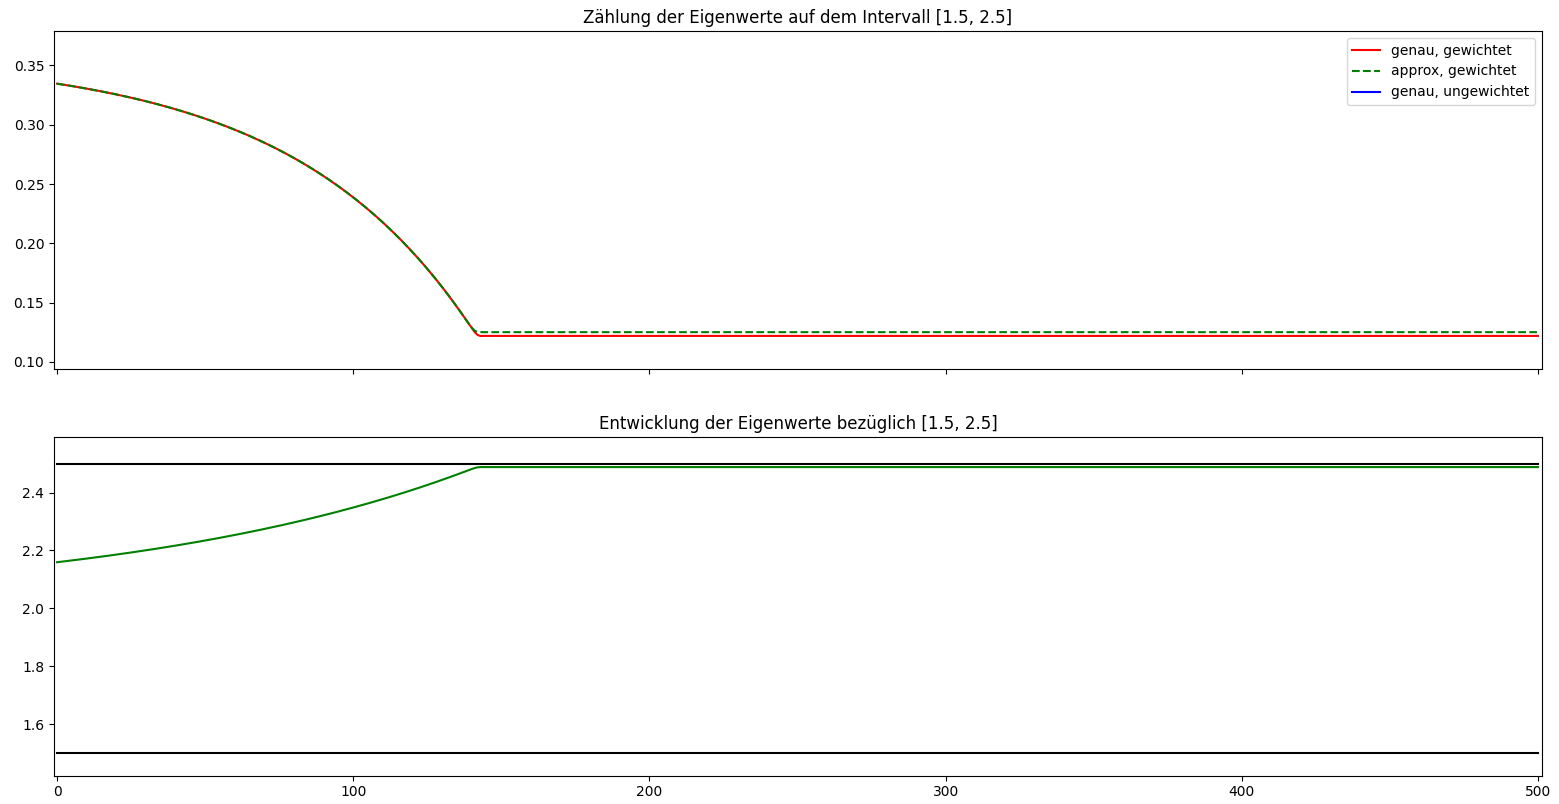 Zählung der Eigenwerte auf dem Intervall [1.5, 2.5]
genau, gewichtet
approx, gewichtet
genau, ungewichtet
0.35
0.30
0.25
0.20
0.15
0.10
Entwicklung der Eigenwerte bezüglich [1.5, 2.5]
2.4
2.2
2.0
1.8
1.6
0 100 200 300 400 500